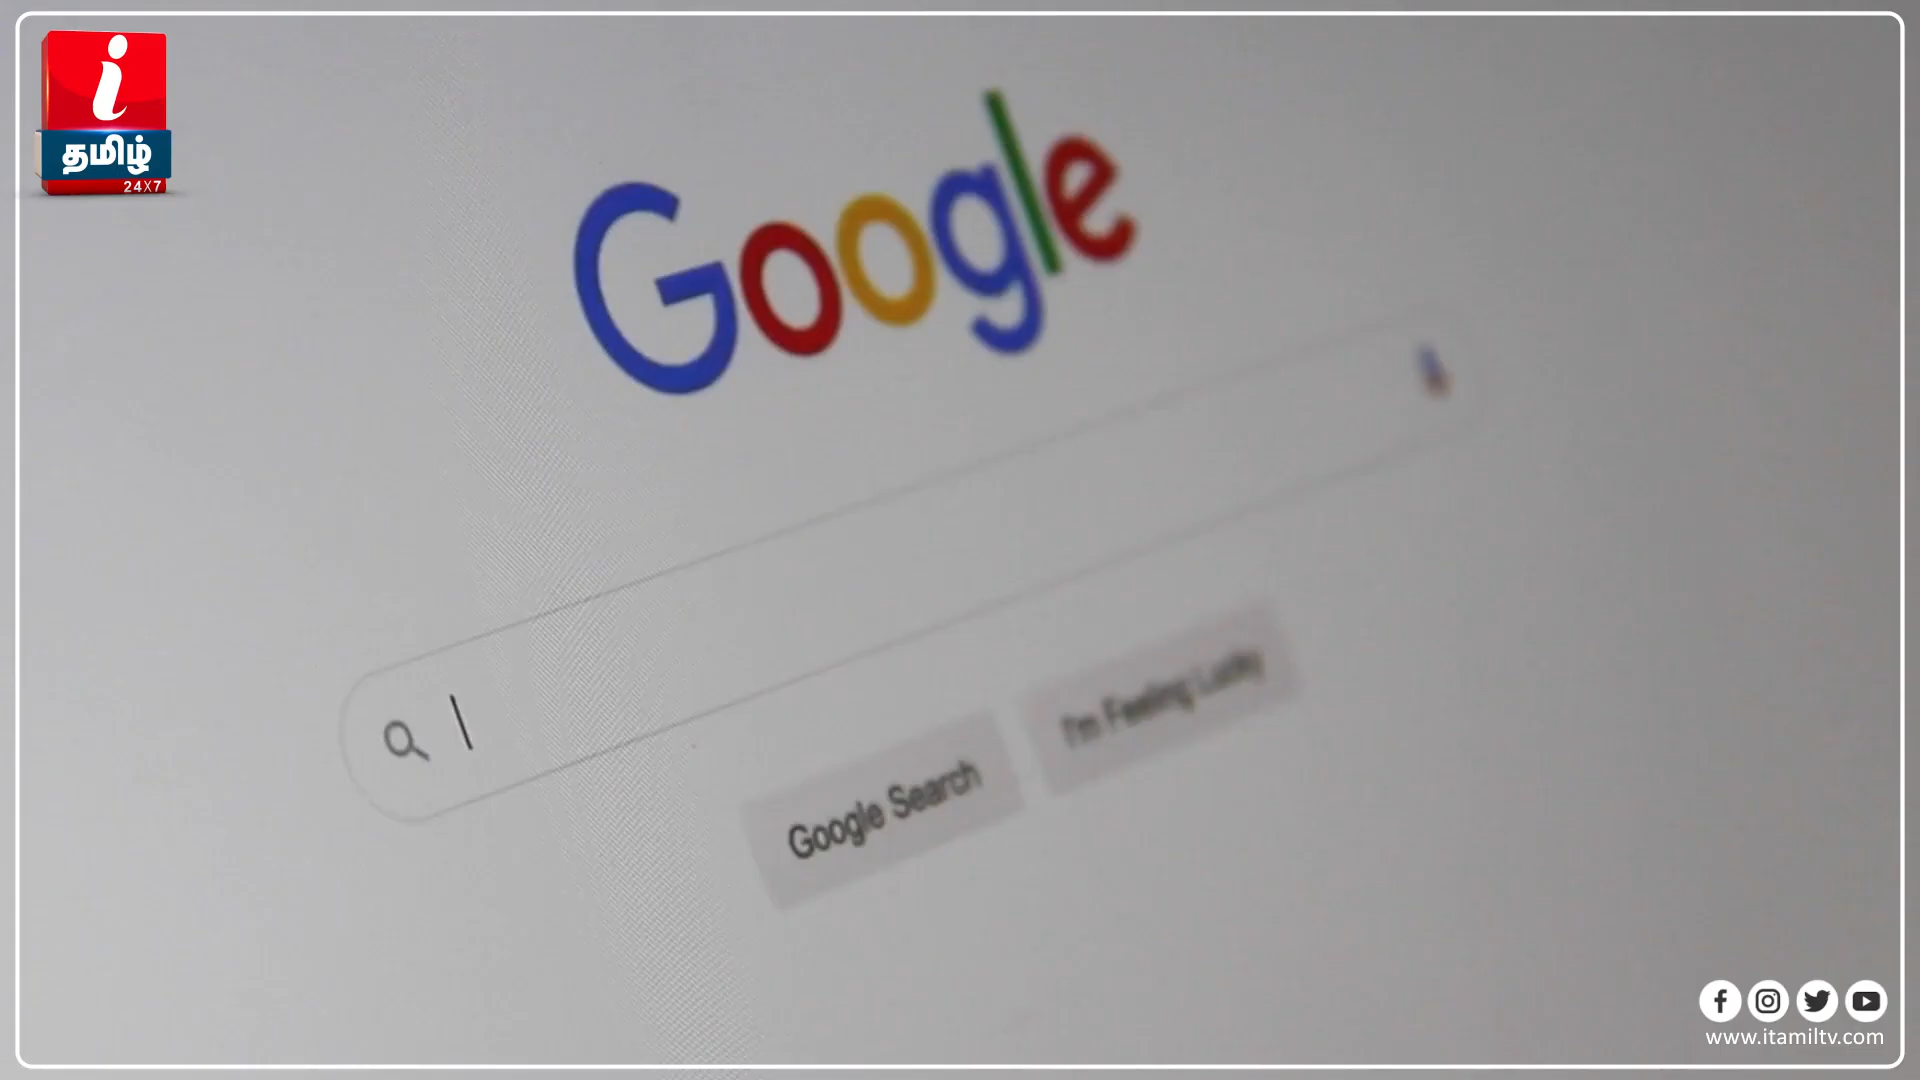 i
தமிழ்
24X7
Google
Google Search
I'm Feeling Lucky
www.itamiltv.com